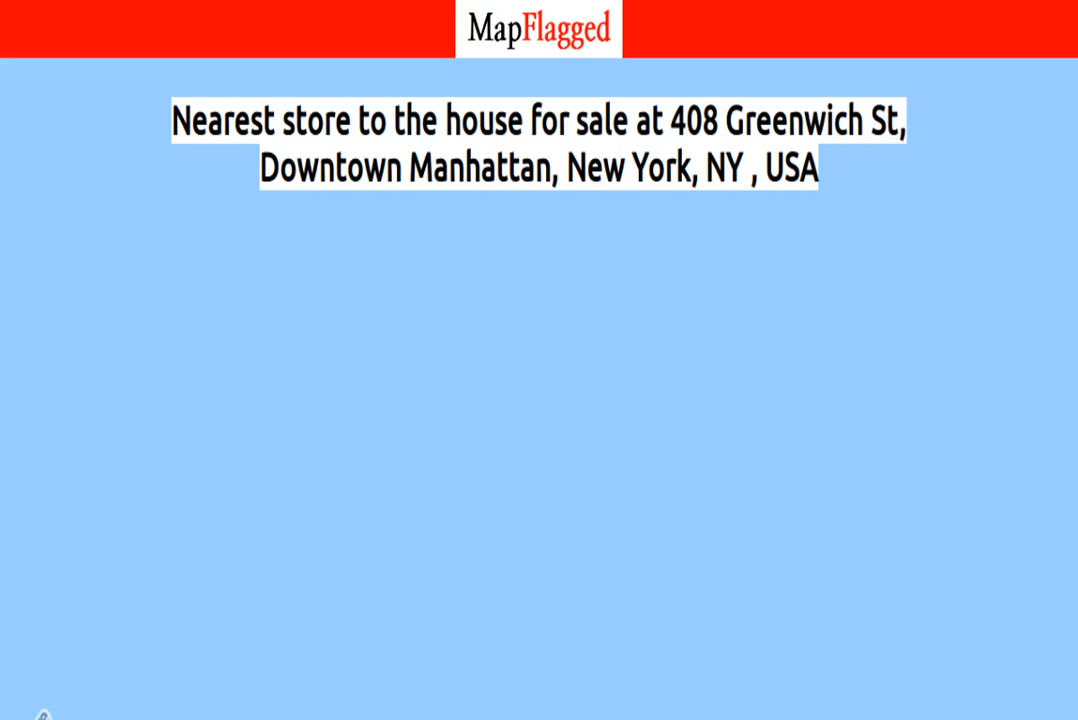 MapFlagged
Nearest store to the house for sale at 408 Greenwich St,
Downtown Manhattan, New York, NY , USA